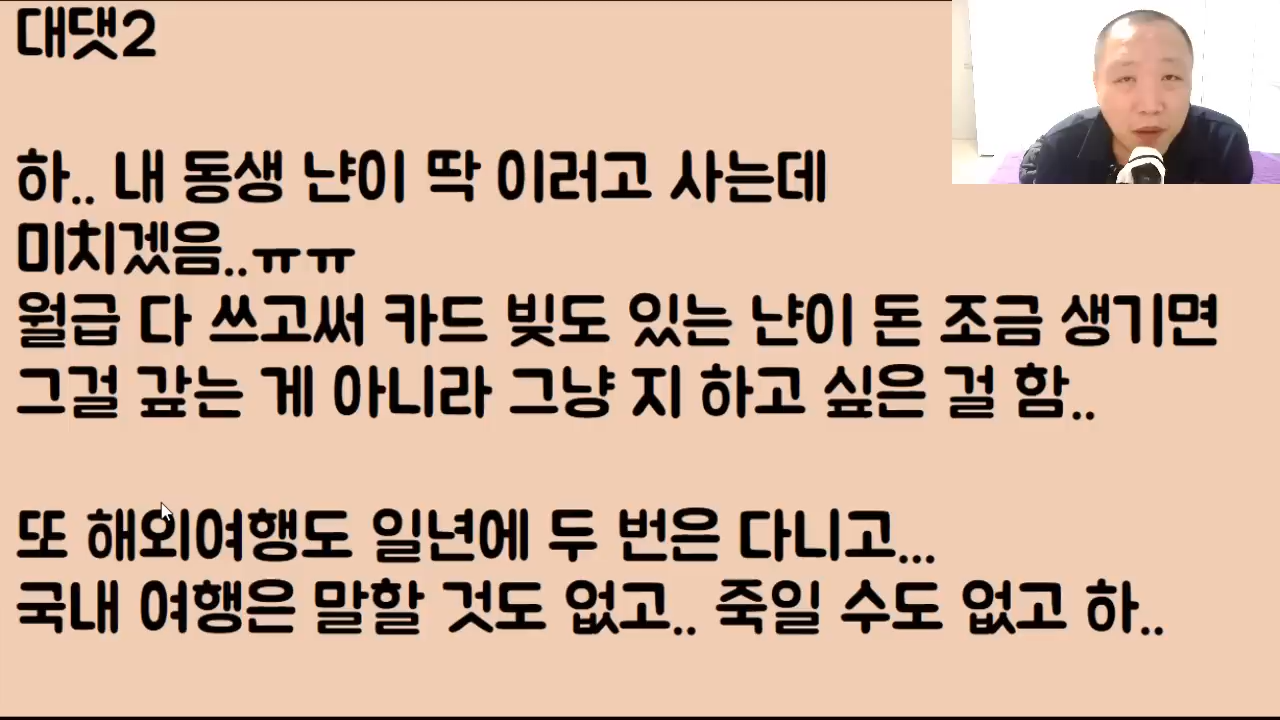 대댓2
하.. 내 동생 냔이 딱 이러고 사는데
미치겠음..ㅠㅠ
월급 다 쓰고써 카드 빚도 있는 냔이 돈 조금 생기면
그걸 갚는 게 아니라 그냥 지 하고 싶은 걸 함..
또 해외여행도 일년에 두 번은 다니고...
국내 여행은 말할 것도 없고.. 죽일 수도 없고 하..